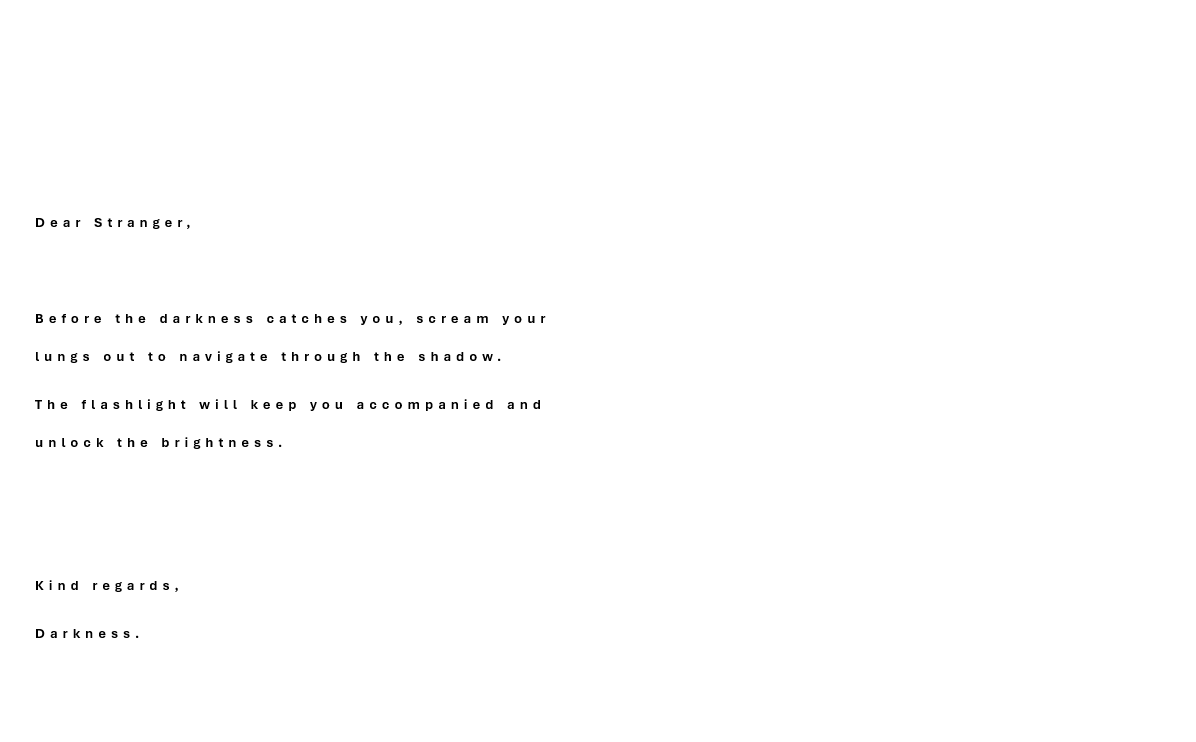 Dear Stranger,
Before the darkness catches you, scream your
lungs out to navigate through the shadow.
The flashlight will keep you accompanied and
unlock the brightness.
Kind regards,
Darkness.